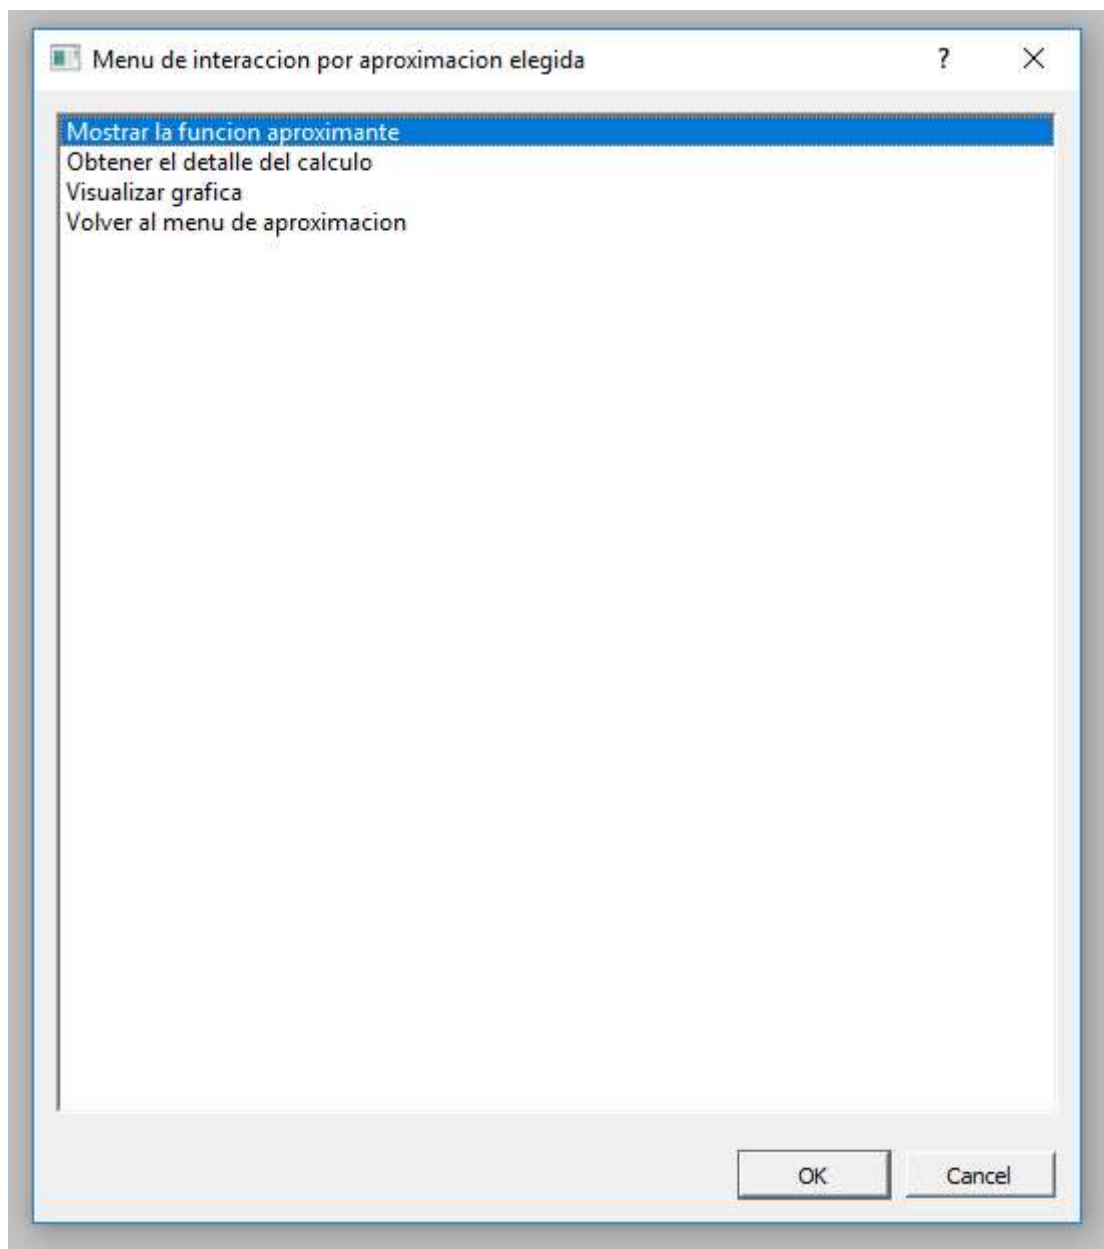 Menu de interaccion por aproximacion elegida ?
Mostrar la funcion aproximante
Obtener el detalle del calculo
Visualizar grafica
Volver al menu de aproximacion
OK Cancel